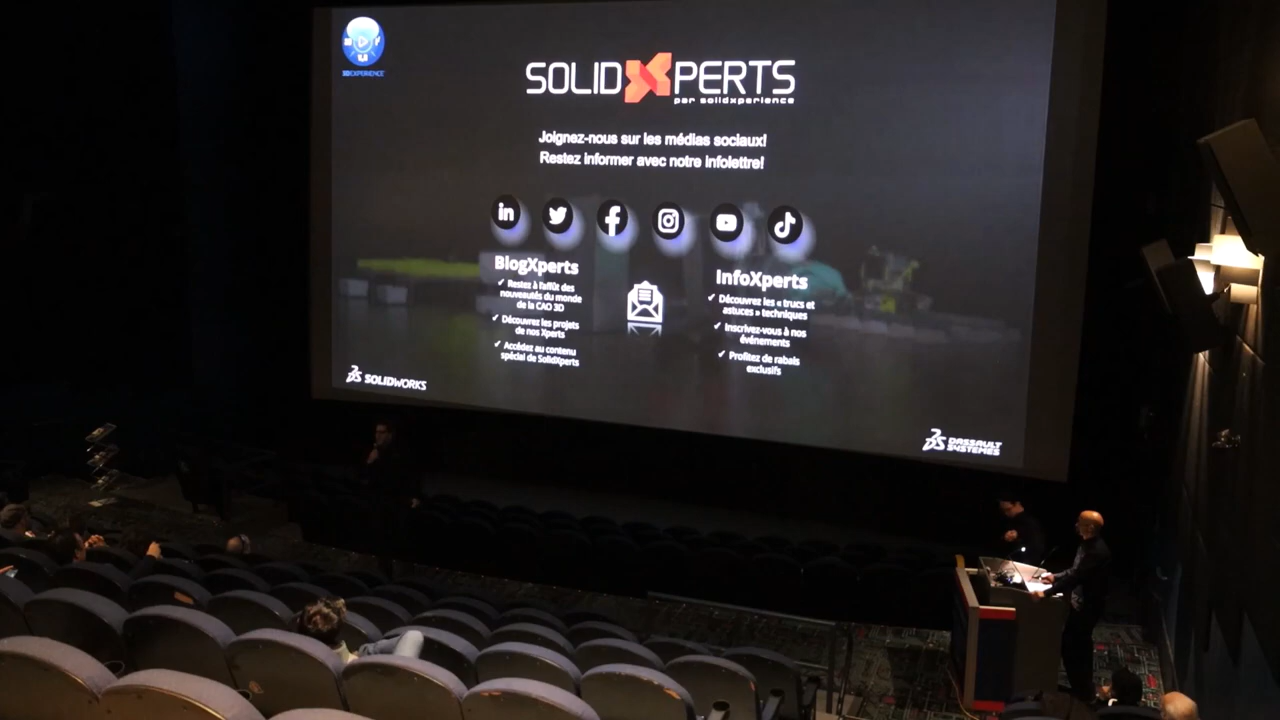 3DEXPERIENCE
SOLIDXPERTS
par solidxperience
Joignez-nous sur les médias sociaux!
Restez informer avec notre infolettre!
in
BlogXperts
✓ Restez à l'affût des
nouveautés du monde
de la CAO 3D
✓ Découvrez les projets
de nos Xperts
✓ Accédez au contenu
spécial de SolidXperts
InfoXperts
✓ Découvrez les « trucs et
astuces » techniques
✓ Inscrivez-vous à nos
événements
✓ Profitez de rabais
exclusifs
SOLIDWORKS
DASSAULT
SYSTEMES